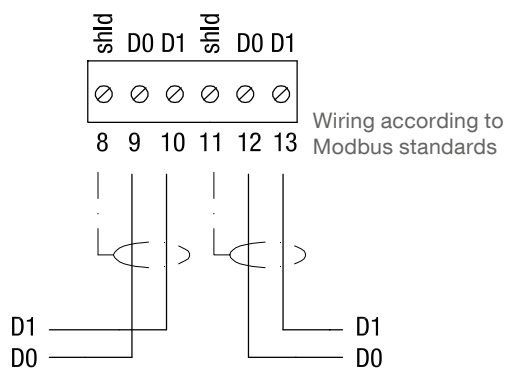 shld D0 D1 shld D0 D1
8 9 10 11 12 13
Wiring according to
Modbus standards
D1 D1
D0 D0